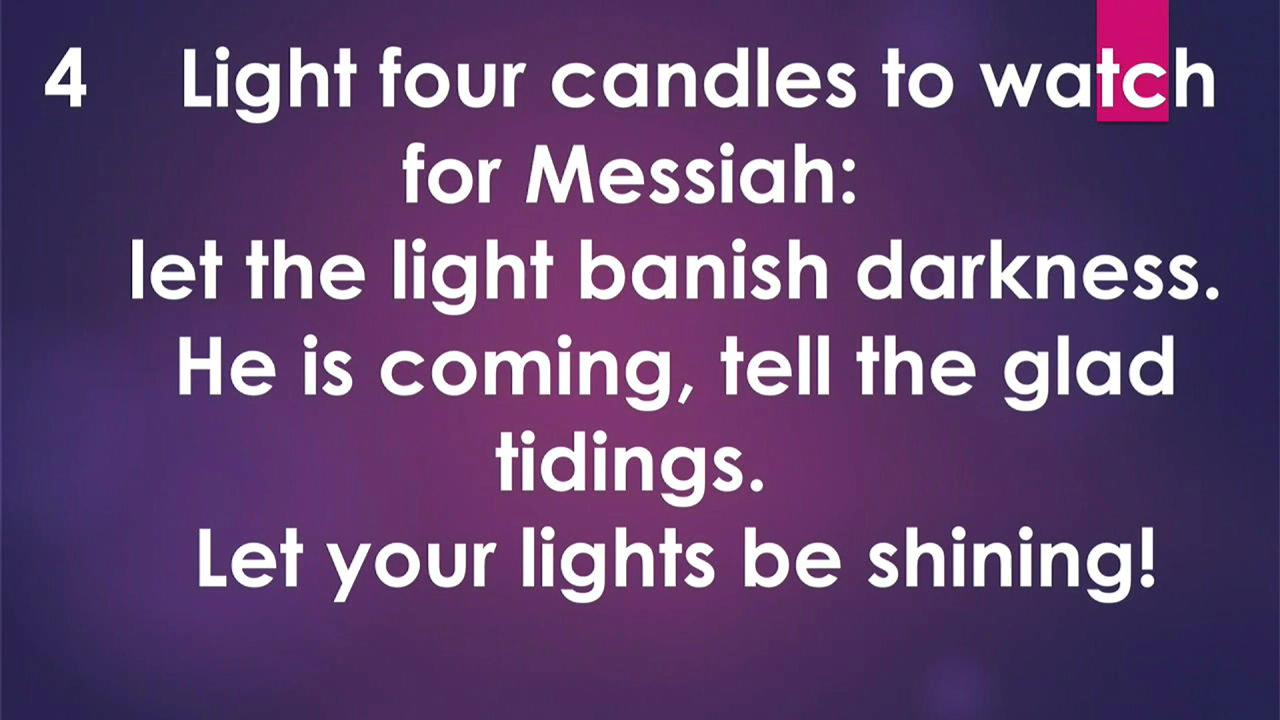 4 Light four candles to watch
for Messiah:
let the light banish darkness.
He is coming, tell the glad
tidings.
Let your lights be shining!